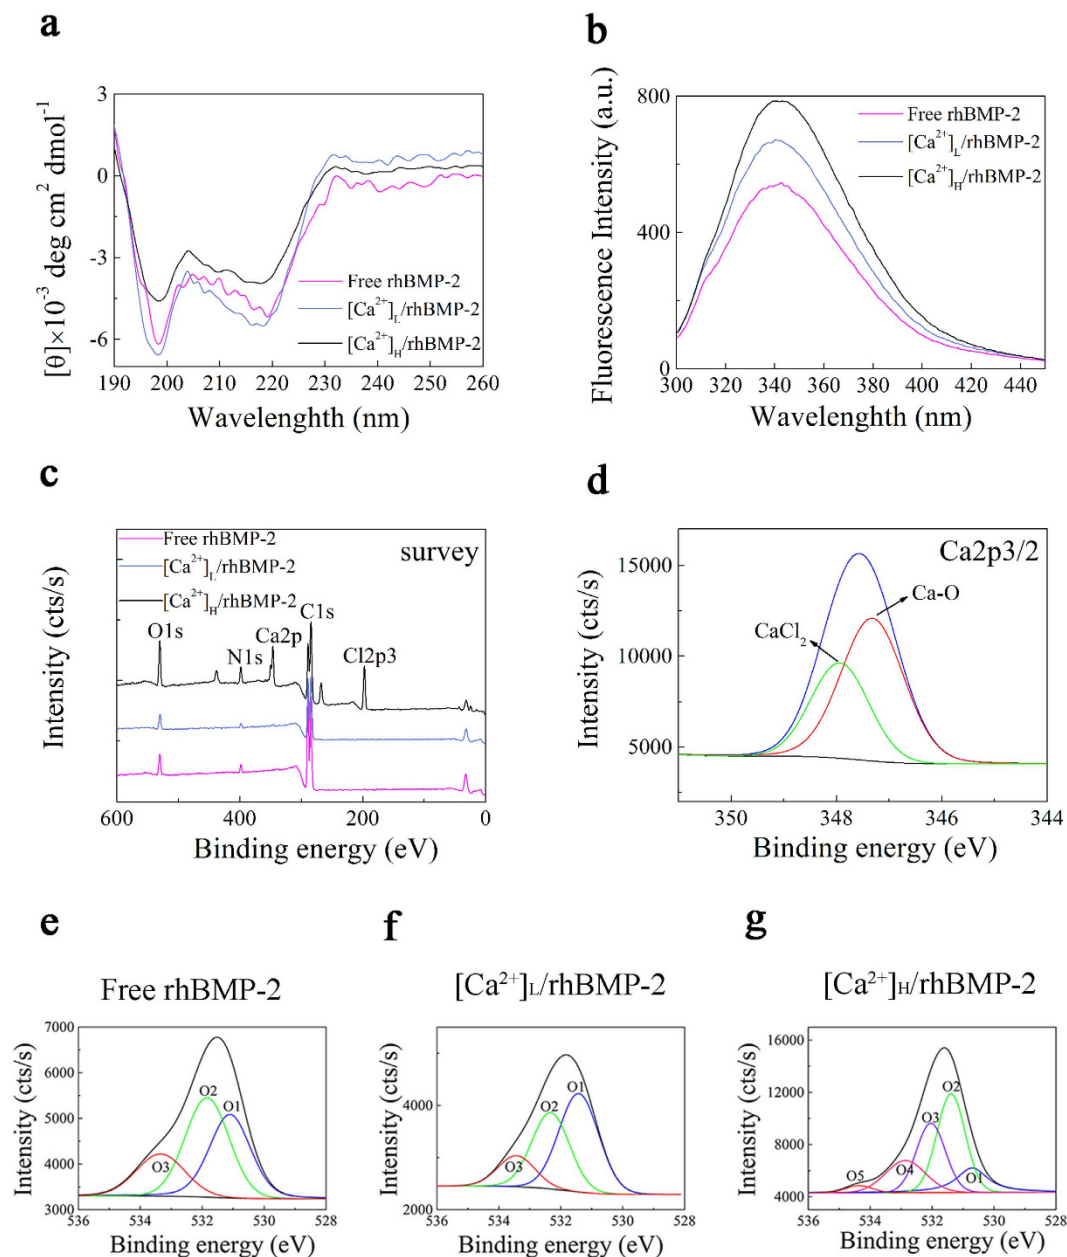 a
3
0
-3
-6
190 200 210 220 230 240 250 260
[θ]×10⁻³ deg cm² dmol⁻¹
Wavelenghth (nm)
Free rhBMP-2
[Ca²⁺]L/rhBMP-2
[Ca²⁺]H/rhBMP-2
b
800
400
0
300 320 340 360 380 400 420 440
Fluorescence Intensity (a.u.)
Wavelenghth (nm)
Free rhBMP-2
[Ca²⁺]L/rhBMP-2
[Ca²⁺]H/rhBMP-2
c
Free rhBMP-2
[Ca²⁺]L/rhBMP-2
[Ca²⁺]H/rhBMP-2
survey
O1s
N1s
Ca2p
C1s
Cl2p3
Intensity (cts/s)
600 400 200 0
Binding energy (eV)
d
Ca2p3/2
Ca-O
CaCl₂
15000
10000
5000
Intensity (cts/s)
350 348 346 344
Binding energy (eV)
e
Free rhBMP-2
7000
6000
5000
4000
3000
O2
O1
O3
Intensity (cts/s)
536 534 532 530 528
Binding energy (eV)
f
[Ca²⁺]L/rhBMP-2
4000
2000
O1
O2
O3
Intensity (cts/s)
536 534 532 530 528
Binding energy (eV)
g
[Ca²⁺]H/rhBMP-2
16000
12000
8000
4000
O2
O3
O4
O5
O1
Intensity (cts/s)
536 534 532 530 528
Binding energy (eV)